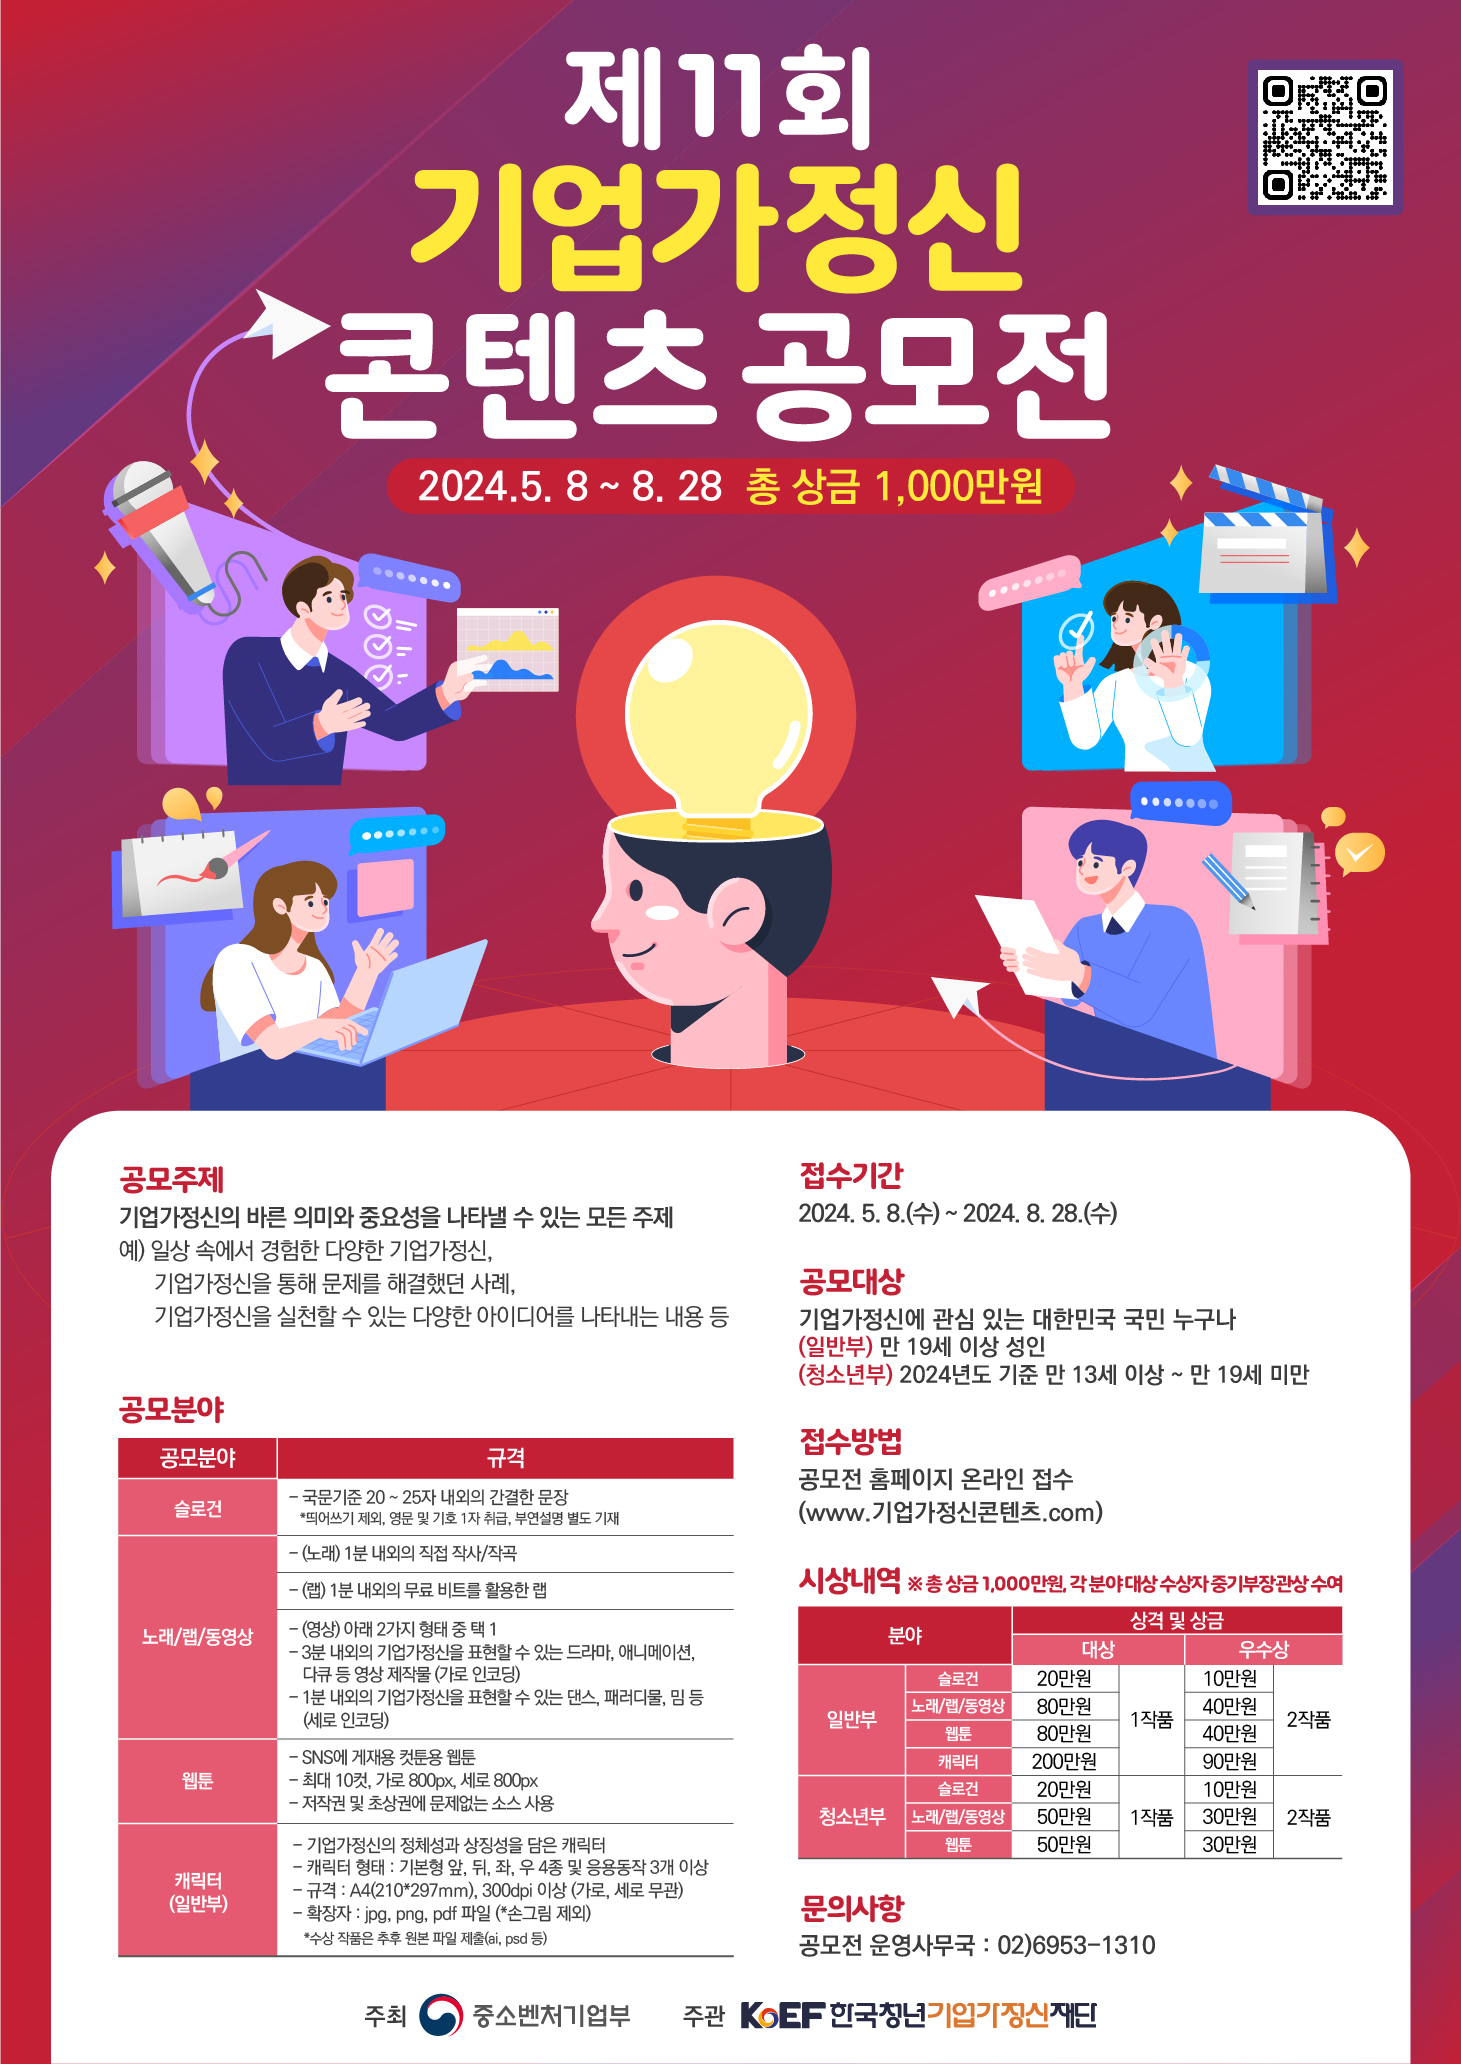 제11회
기업가정신
콘텐츠 공모전
2024.5. 8 ~ 8. 28 총 상금 1,000만원
공모주제
기업가정신의 바른 의미와 중요성을 나타낼 수 있는 모든 주제
예) 일상 속에서 경험한 다양한 기업가정신,
기업가정신을 통해 문제를 해결했던 사례,
기업가정신을 실천할 수 있는 다양한 아이디어를 나타내는 내용 등
공모분야
공모분야 규격
슬로건
- 국문기준 20 ~ 25자 내외의 간결한 문장
*띄어쓰기 제외, 영문 및 기호 1자 취급, 부연설명 별도 기재
노래/랩/동영상
- (노래) 1분 내외의 직접 작사/작곡
- (랩) 1분 내외의 무료 비트를 활용한 랩
- (영상) 아래 2가지 형태 중 택 1
- 3분 내외의 기업가정신을 표현할 수 있는 드라마, 애니메이션,
다큐 등 영상 제작물 (가로 인코딩)
- 1분 내외의 기업가정신을 표현할 수 있는 댄스, 패러디물, 밈 등
(세로 인코딩)
웹툰
- SNS에 게재용 컷툰용 웹툰
- 최대 10컷, 가로 800px, 세로 800px
- 저작권 및 초상권에 문제없는 소스 사용
캐릭터
(일반부)
- 기업가정신의 정체성과 상징성을 담은 캐릭터
- 캐릭터 형태 : 기본형 앞, 뒤, 좌, 우 4종 및 응용동작 3개 이상
- 규격 : A4(210*297mm), 300dpi 이상 (가로, 세로 무관)
- 확장자 : jpg, png, pdf 파일 (*손그림 제외)
*수상 작품은 추후 원본 파일 제출(ai, psd 등)
접수기간
2024. 5. 8.(수) ~ 2024. 8. 28.(수)
공모대상
기업가정신에 관심 있는 대한민국 국민 누구나
(일반부) 만 19세 이상 성인
(청소년부) 2024년도 기준 만 13세 이상 ~ 만 19세 미만
접수방법
공모전 홈페이지 온라인 접수
(www.기업가정신콘텐츠.com)
시상내역 ※ 총 상금 1,000만원, 각 분야 대상 수상자 중기부장관상 수여
분야 상격 및 상금
대상 우수상
일반부 1작품 2작품
슬로건 20만원 10만원
노래/랩/동영상 80만원 40만원
웹툰 80만원 40만원
캐릭터 200만원 90만원
청소년부 1작품 2작품
슬로건 20만원 10만원
노래/랩/동영상 50만원 30만원
웹툰 50만원 30만원
문의사항
공모전 운영사무국 : 02)6953-1310
주최 중소벤처기업부 주관 KoEF 한국청년기업가정신재단